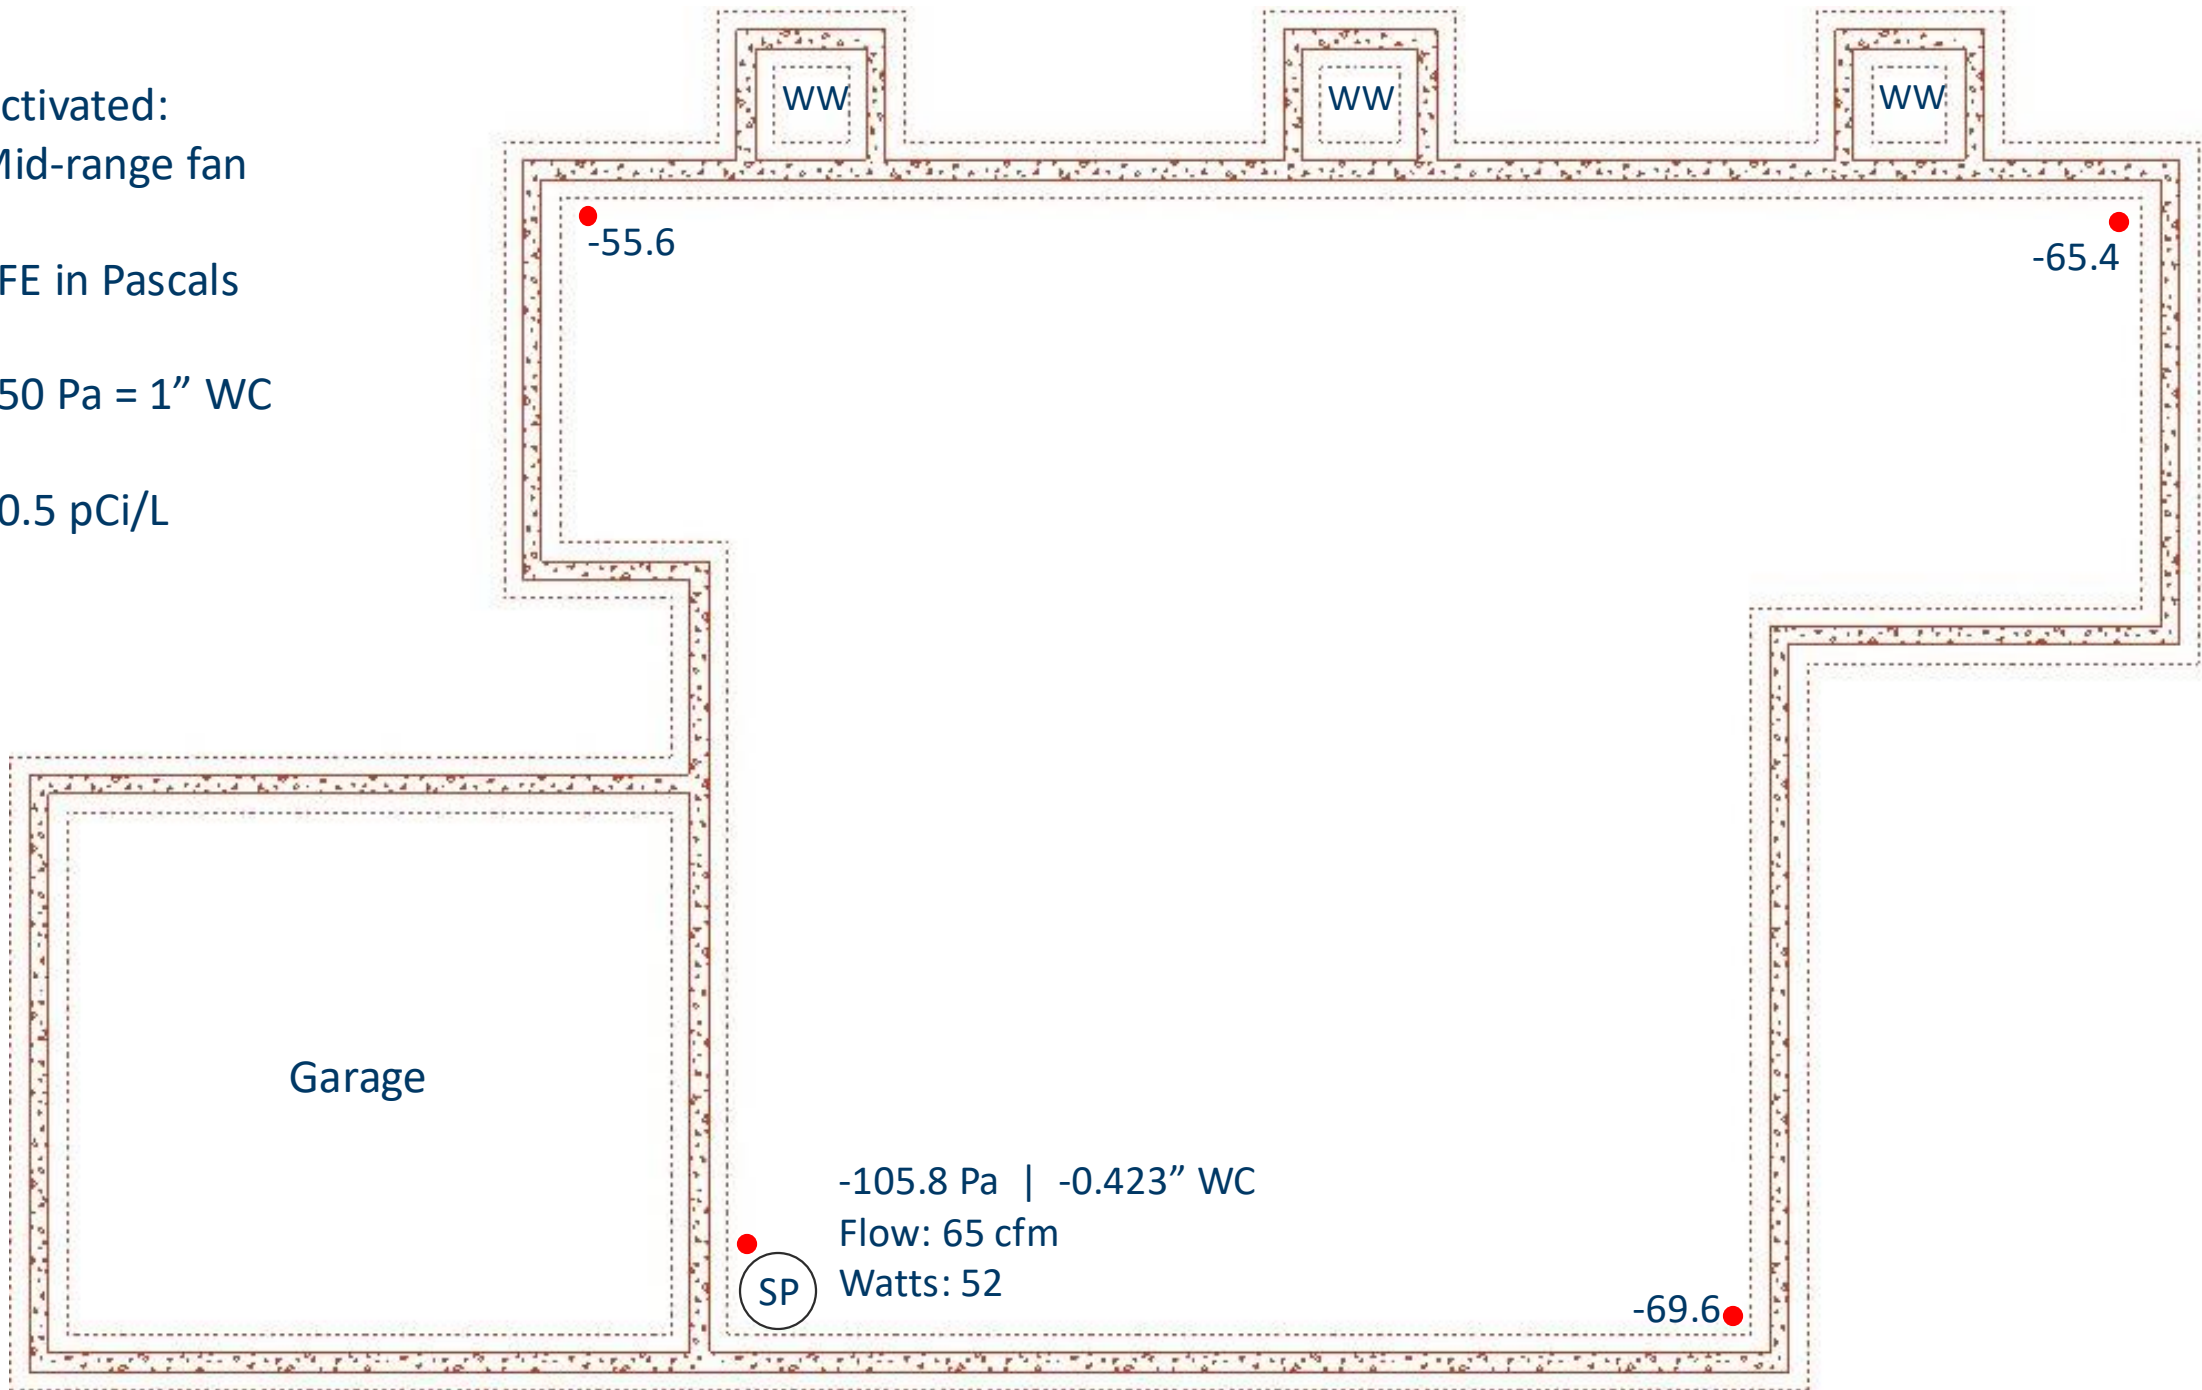 WW WW WW
ctivated:
Mid-range fan
-55.6
-65.4
FE in Pascals
50 Pa = 1” WC
0.5 pCi/L
Garage
-105.8 Pa | -0.423” WC
Flow: 65 cfm
SP Watts: 52
-69.6